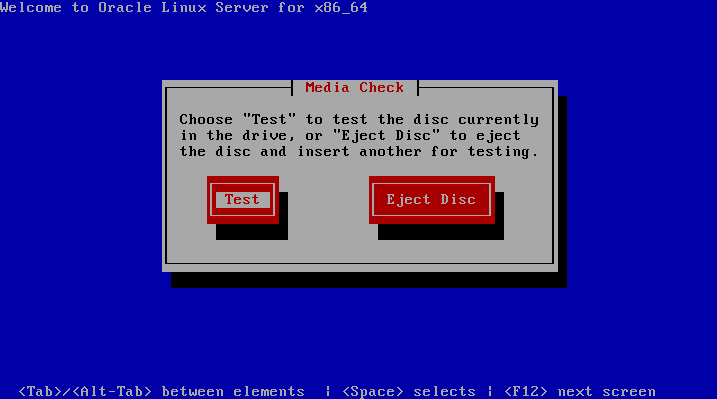 Welcome to Oracle Linux Server for x86_64
Media Check
Choose "Test" to test the disc currently
in the drive, or "Eject Disc" to eject
the disc and insert another for testing.
Test
Eject Disc
<Tab>/<Alt-Tab> between elements | <Space> selects | <F12> next screen